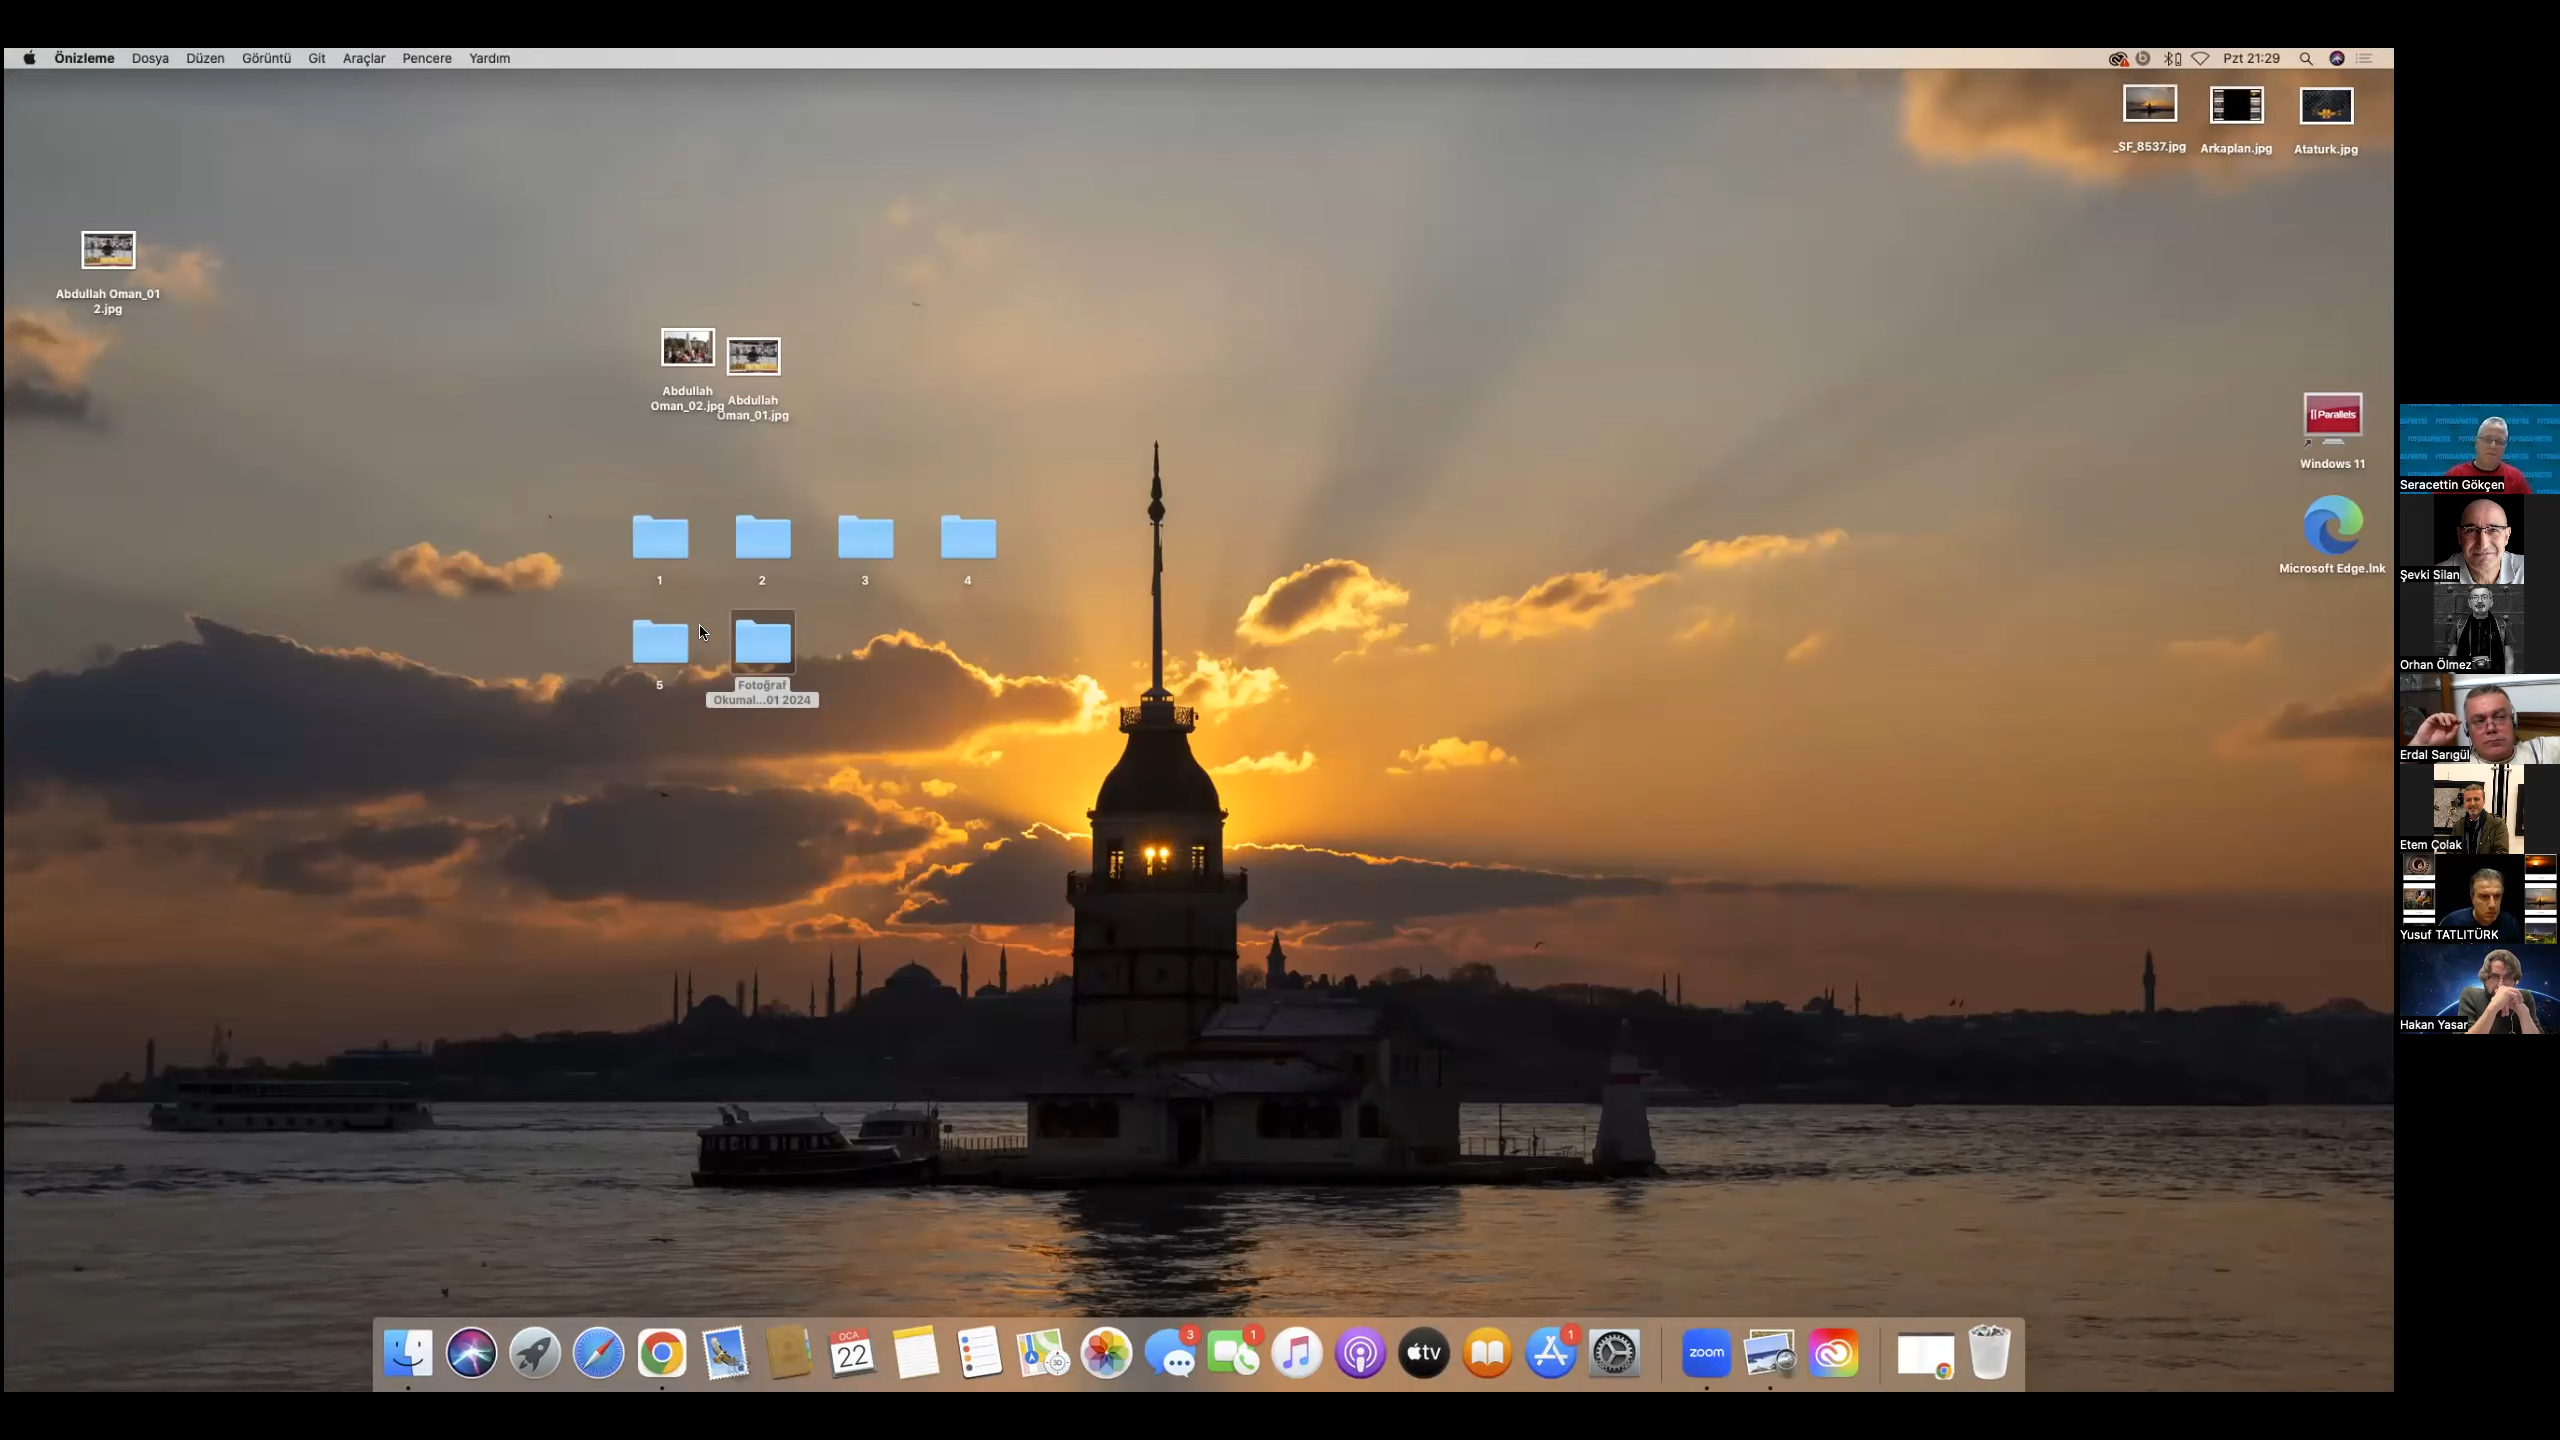 Önizleme Dosya Düzen Görüntü Git Araçlar Pencere Yardım
Pzt 21:29
_SF_8537.jpg
Arkaplan.jpg
Ataturk.jpg
Abdullah Oman_01
2.jpg
Abdullah
Oman_02.jpg
Abdullah
Oman_01.jpg
Parallels
Windows 11
Microsoft Edge.lnk
1
2
3
4
5
Fotoğraf
Okumal...01 2024
Seracettin Gökçen
Şevki Silan
Orhan Ölmez
Erdal Sarıgül
Etem Çolak
Yusuf TATLITÜRK
Hakan Yasar
OCA
22
3D
3
1
tv
1
zoom